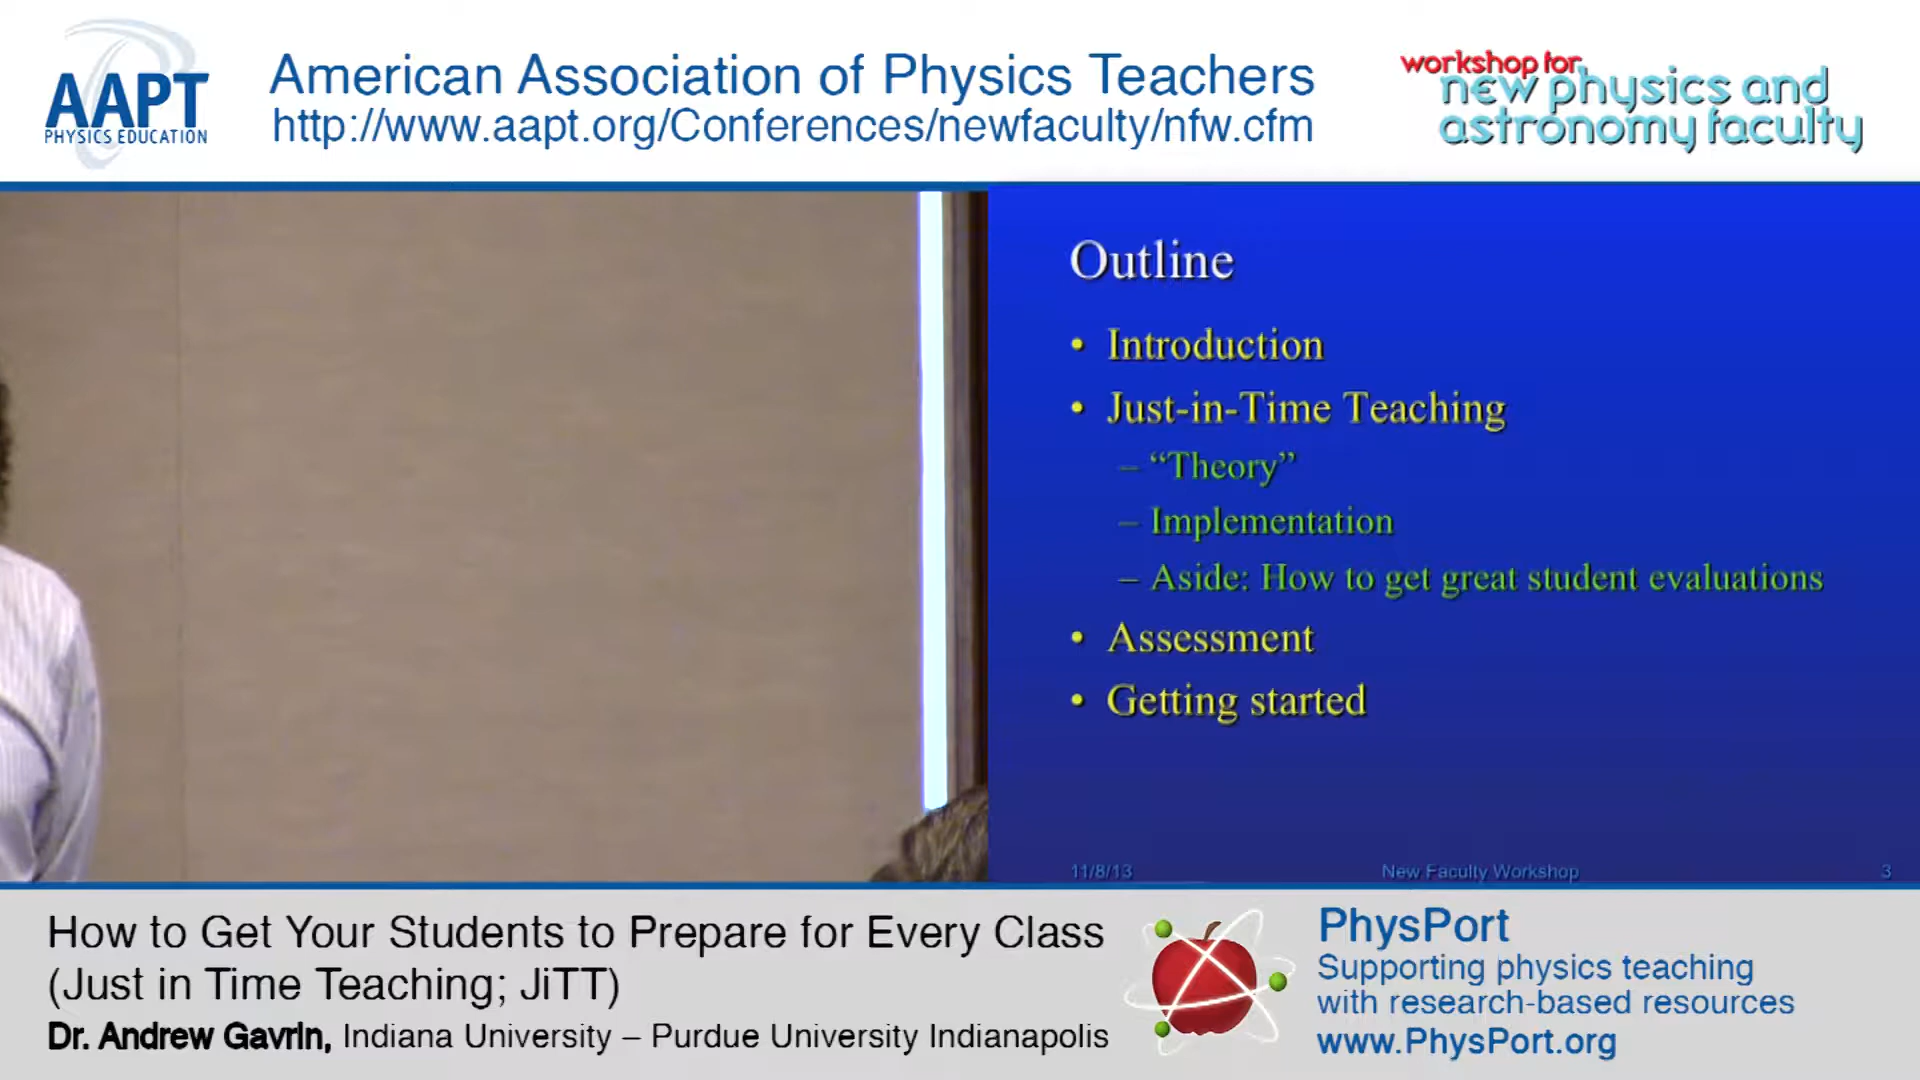 AAPT
PHYSICS EDUCATION
American Association of Physics Teachers
http://www.aapt.org/Conferences/newfaculty/nfw.cfm
workshop for
new physics and
astronomy faculty
Outline
• Introduction
• Just-in-Time Teaching
– “Theory”
– Implementation
– Aside: How to get great student evaluations
• Assessment
• Getting started
11/8/13 New Faculty Workshop 3
How to Get Your Students to Prepare for Every Class
(Just in Time Teaching; JiTT)
Dr. Andrew Gavrin, Indiana University – Purdue University Indianapolis
PhysPort
Supporting physics teaching
with research-based resources
www.PhysPort.org